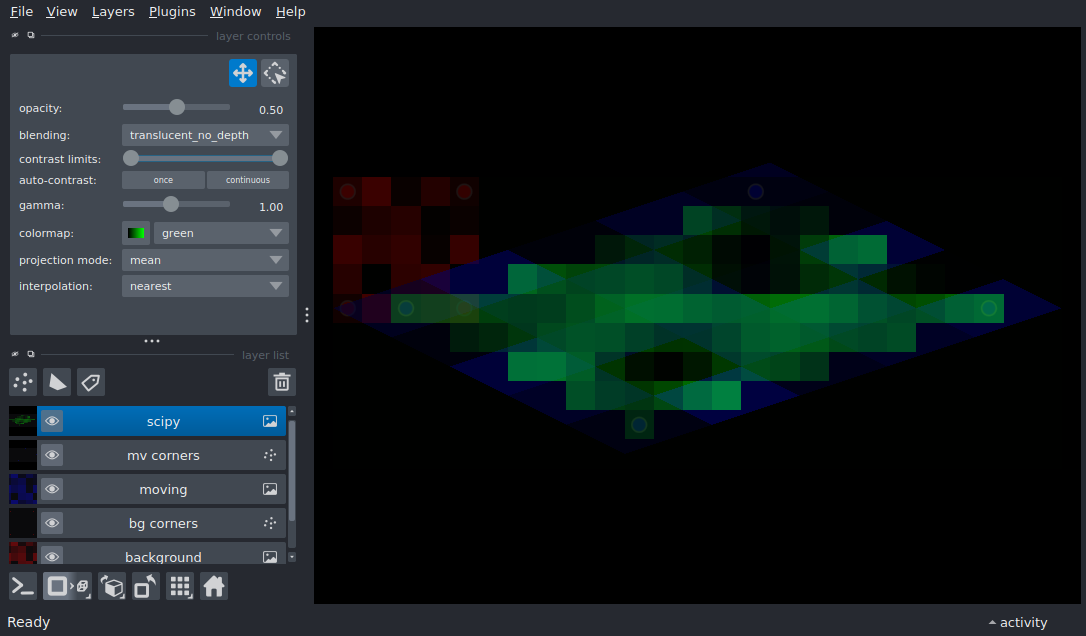 File View Layers Plugins Window Help
layer controls
opacity: 0.50
blending: translucent_no_depth
contrast limits:
auto-contrast: once continuous
gamma: 1.00
colormap: green
projection mode: mean
interpolation: nearest
layer list
scipy
mv corners
moving
bg corners
background
Ready activity